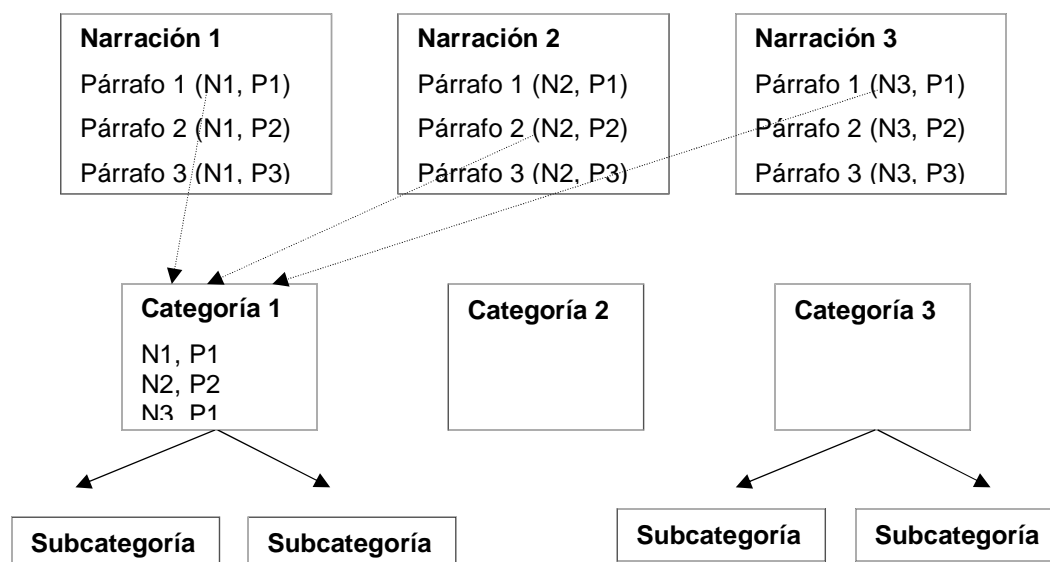 Narración 1
Párrafo 1 (N1, P1)
Párrafo 2 (N1, P2)
Párrafo 3 (N1, P3)
Narración 2
Párrafo 1 (N2, P1)
Párrafo 2 (N2, P2)
Párrafo 3 (N2, P3)
Narración 3
Párrafo 1 (N3, P1)
Párrafo 2 (N3, P2)
Párrafo 3 (N3, P3)
Categoría 1
N1, P1
N2, P2
N3, P1
Categoría 2
Categoría 3
Subcategoría
Subcategoría
Subcategoría
Subcategoría